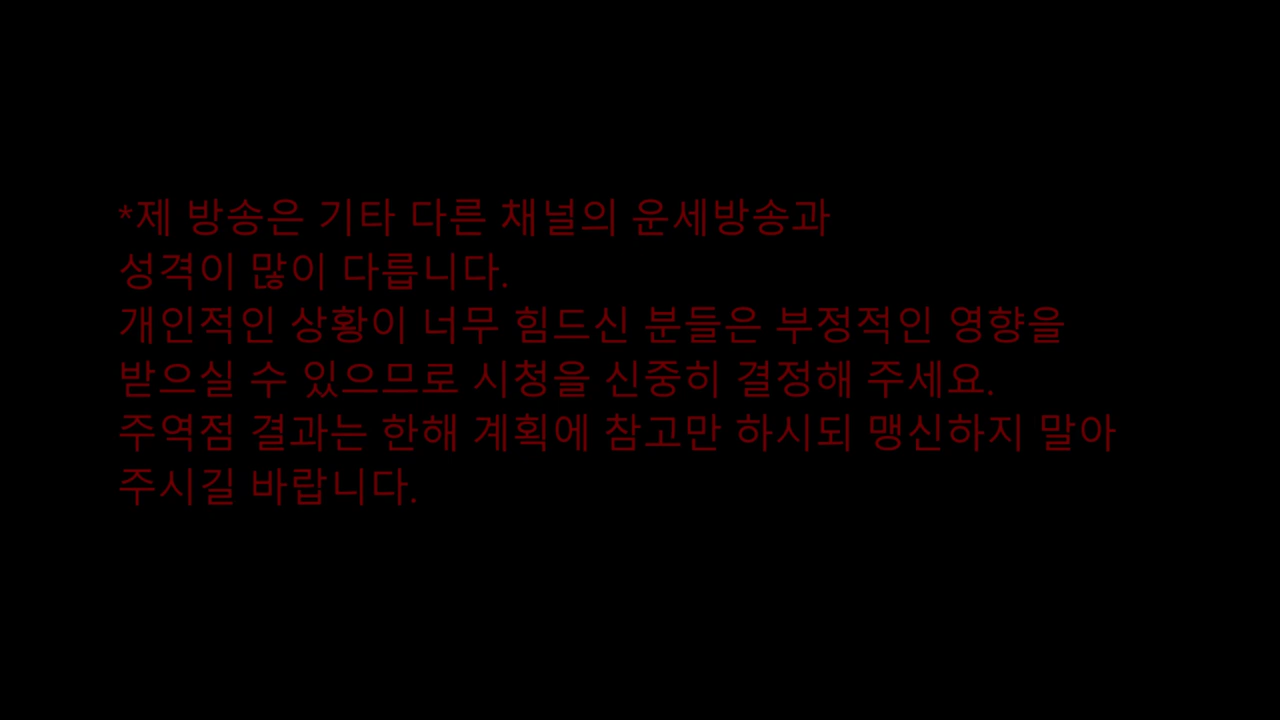 *제 방송은 기타 다른 채널의 운세방송과
성격이 많이 다릅니다.
개인적인 상황이 너무 힘드신 분들은 부정적인 영향을
받으실 수 있으므로 시청을 신중히 결정해 주세요.
주역점 결과는 한해 계획에 참고만 하시되 맹신하지 말아
주시길 바랍니다.